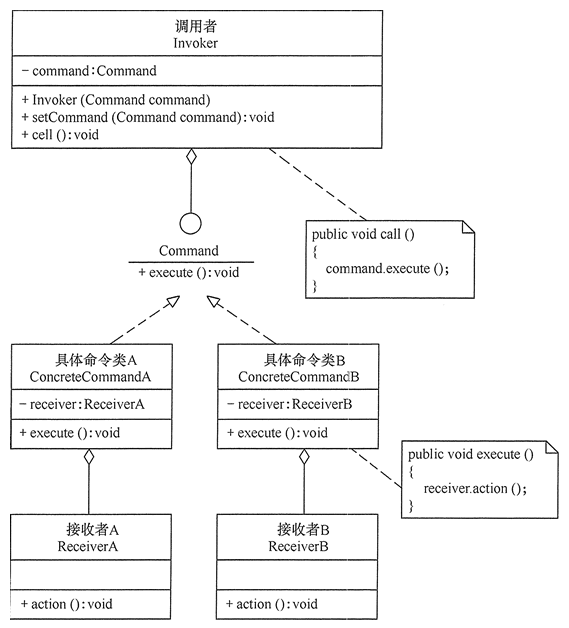 调用者
Invoker
− command:Command
+ Invoker (Command command)
+ setCommand (Command command):void
+ cell ():void
public void call ()
{
command.execute ();
}
Command
+ execute ():void
具体命令类A
ConcreteCommandA
− receiver:ReceiverA
+ execute ():void
具体命令类B
ConcreteCommandB
− receiver:ReceiverB
+ execute ():void
public void execute ()
{
receiver.action ();
}
接收者A
ReceiverA
+ action ():void
接收者B
ReceiverB
+ action ():void